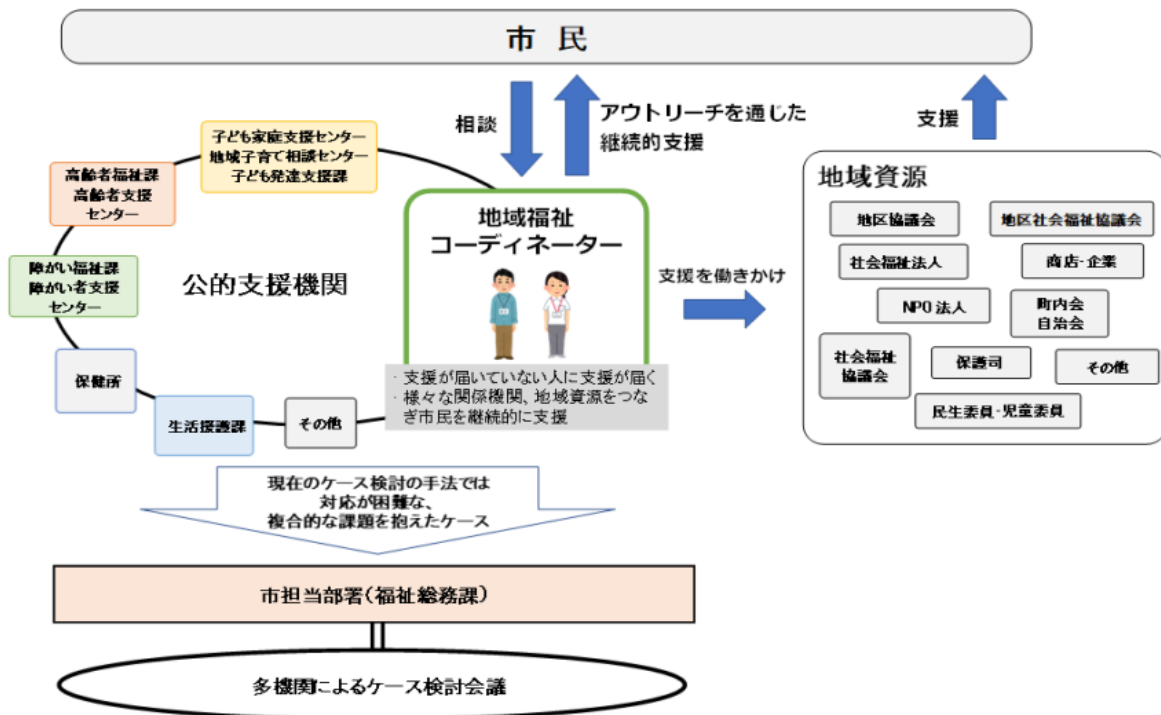 市 民
相談
アウトリーチを通じた
継続的支援
支援
子ども家庭支援センター
地域子育て相談センター
子ども発達支援課
高齢者福祉課
高齢者支援
センター
障がい福祉課
障がい者支援
センター
保健所
生活援護課
その他
公的支援機関
地域福祉
コーディネーター
・支援が届いていない人に支援が届く
・様々な関係機関、地域資源をつな
ぎ市民を継続的に支援
支援を働きかけ
地域資源
地区協議会
地区社会福祉協議会
社会福祉法人
商店・企業
NPO法人
町内会
自治会
社会福祉
協議会
保護司
その他
民生委員・児童委員
現在のケース検討の手法では
対応が困難な、
複合的な課題を抱えたケース
市担当部署(福祉総務課)
多機関によるケース検討会議